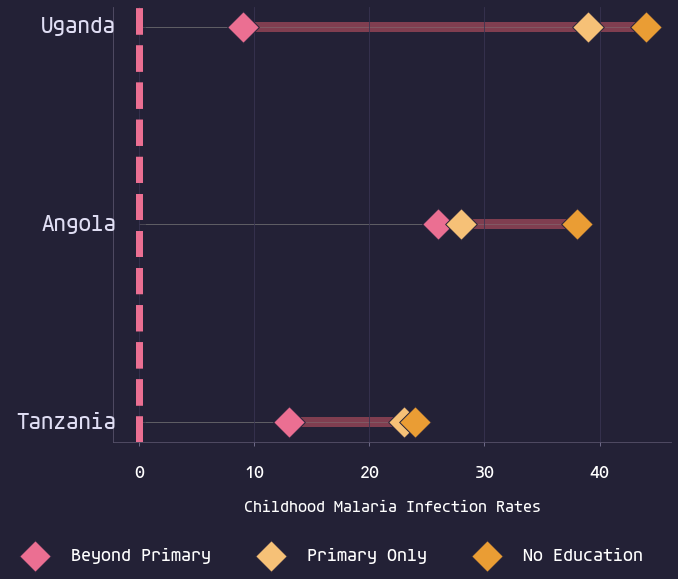 Uganda
Angola
Tanzania
0 10 20 30 40
Childhood Malaria Infection Rates
Beyond Primary Primary Only No Education